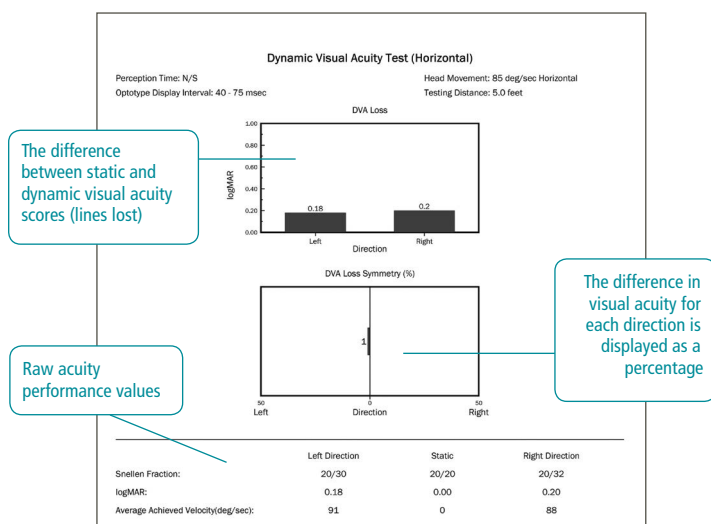 Dynamic Visual Acuity Test (Horizontal)
Perception Time: N/S
Head Movement: 85 deg/sec Horizontal
Optotype Display Interval: 40 - 75 msec
Testing Distance: 5.0 feet
DVA Loss
1.00
0.80
0.60
0.40
0.20
0.00
logMAR
0.18
0.2
Left
Right
Direction
The difference
between static and
dynamic visual acuity
scores (lines lost)
DVA Loss Symmetry (%)
1
50
0
50
Left
Direction
Right
The difference in
visual acuity for
each direction is
displayed as a
percentage
Raw acuity
performance values
Left Direction
Static
Right Direction
Snellen Fraction:
20/30
20/20
20/32
logMAR:
0.18
0.00
0.20
Average Achieved Velocity(deg/sec):
91
0
88